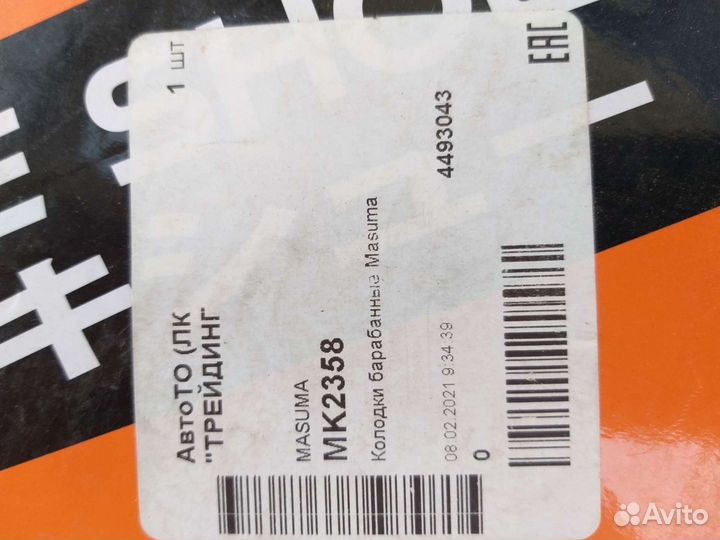 АвтоТО (ЛК
"ТРЕЙДИНГ
1 шт
MASUMA
MK2358
Колодки барабанные Masuma
08.02.2021 9:34:39
4493043
0
EAC
E SHOE
Avito